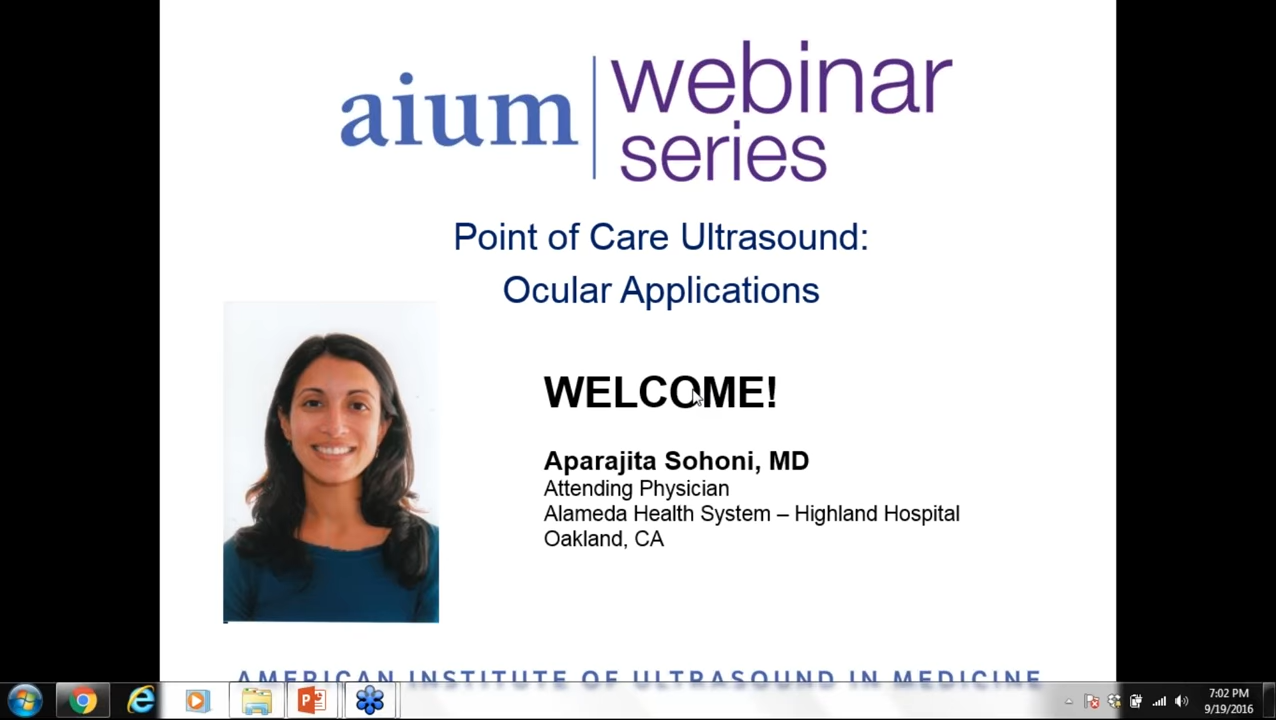 aium webinar
series
Point of Care Ultrasound:
Ocular Applications
WELCOME!
Aparajita Sohoni, MD
Attending Physician
Alameda Health System – Highland Hospital
Oakland, CA
AMERICAN INSTITUTE OF ULTRASOUND IN MEDICINE
7:02 PM
9/19/2016